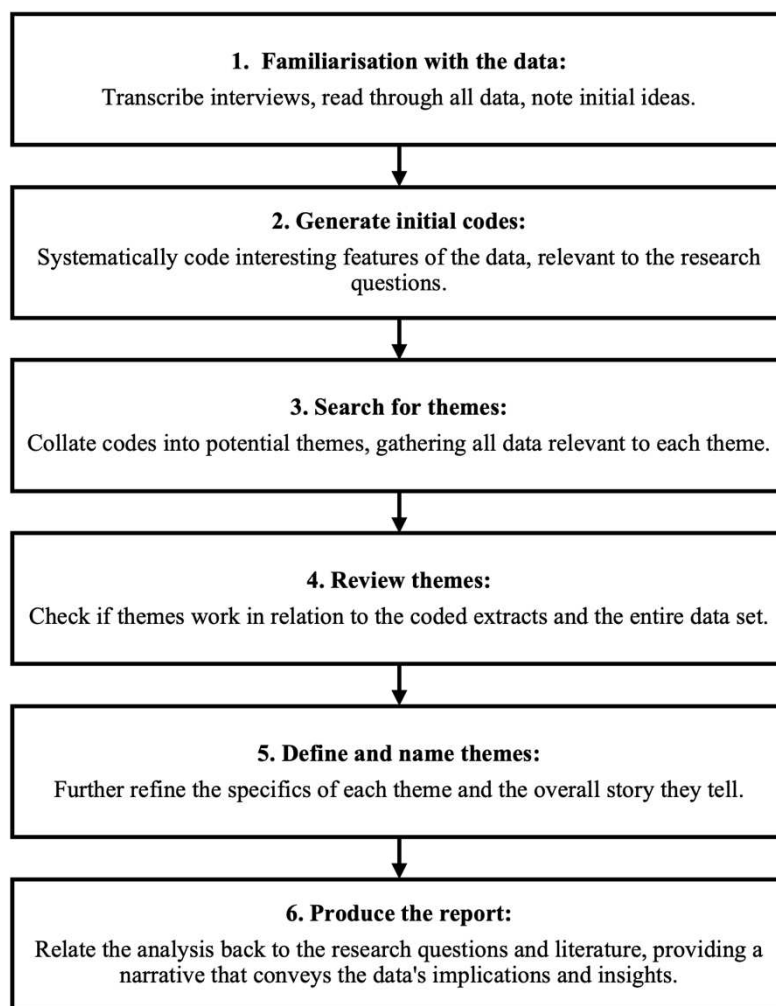 1. Familiarisation with the data:
Transcribe interviews, read through all data, note initial ideas.
2. Generate initial codes:
Systematically code interesting features of the data, relevant to the research
questions.
3. Search for themes:
Collate codes into potential themes, gathering all data relevant to each theme.
4. Review themes:
Check if themes work in relation to the coded extracts and the entire data set.
5. Define and name themes:
Further refine the specifics of each theme and the overall story they tell.
6. Produce the report:
Relate the analysis back to the research questions and literature, providing a
narrative that conveys the data's implications and insights.